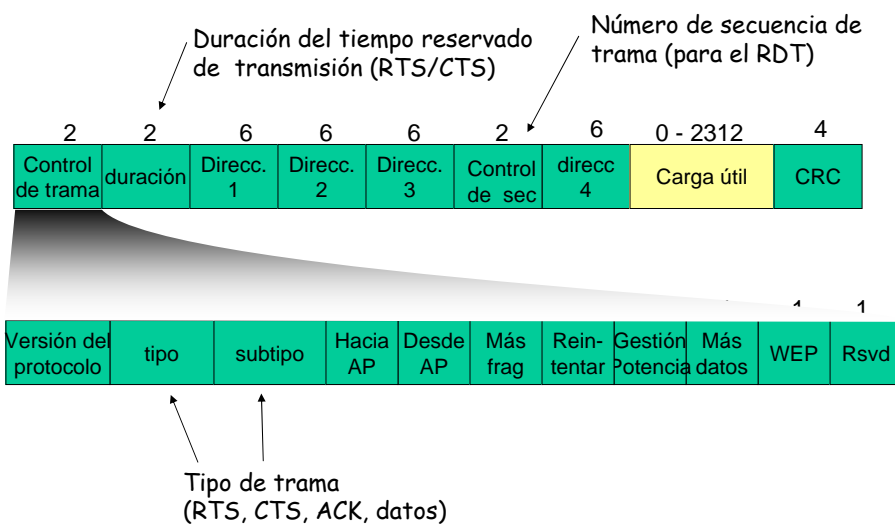 Duración del tiempo reservado
de transmisión (RTS/CTS)
Número de secuencia de
trama (para el RDT)
2 2 6 6 6 2 6 0 - 2312 4
Control
de trama
duración
Direcc.
1
Direcc.
2
Direcc.
3
Control
de sec
direcc
4
Carga útil
CRC
1 1
Versión del
protocolo
tipo
subtipo
Hacia
AP
Desde
AP
Más
frag
Rein-
tentar
Gestión
Potencia
Más
datos
WEP
Rsvd
Tipo de trama
(RTS, CTS, ACK, datos)